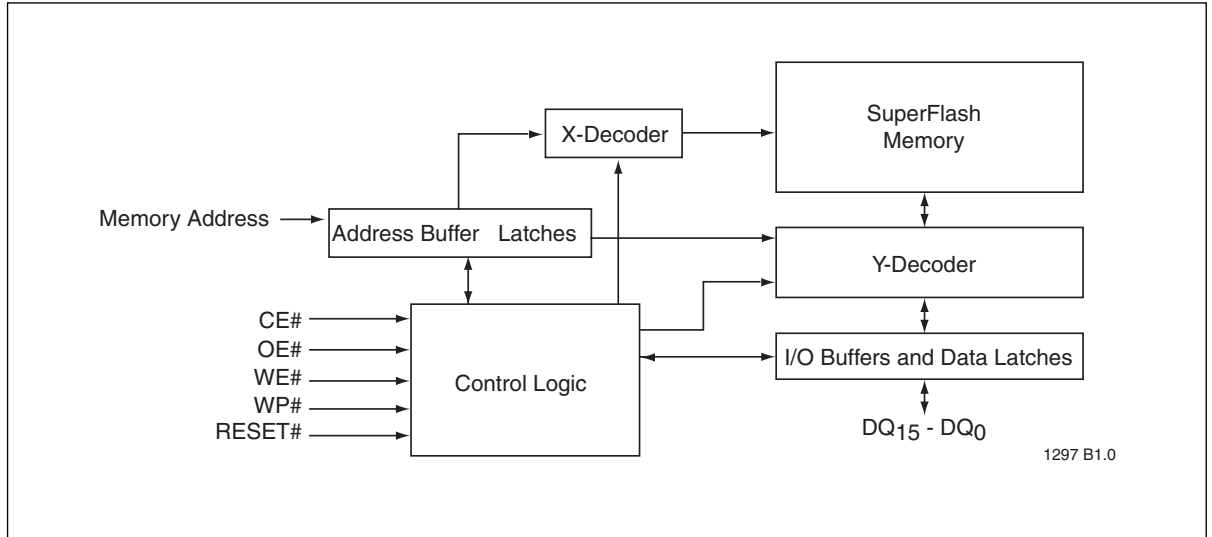 SuperFlash
Memory
X-Decoder
Memory Address
Address Buffer Latches
Y-Decoder
CE#
OE#
WE#
WP#
RESET#
Control Logic
I/O Buffers and Data Latches
DQ15 - DQ0
1297 B1.0